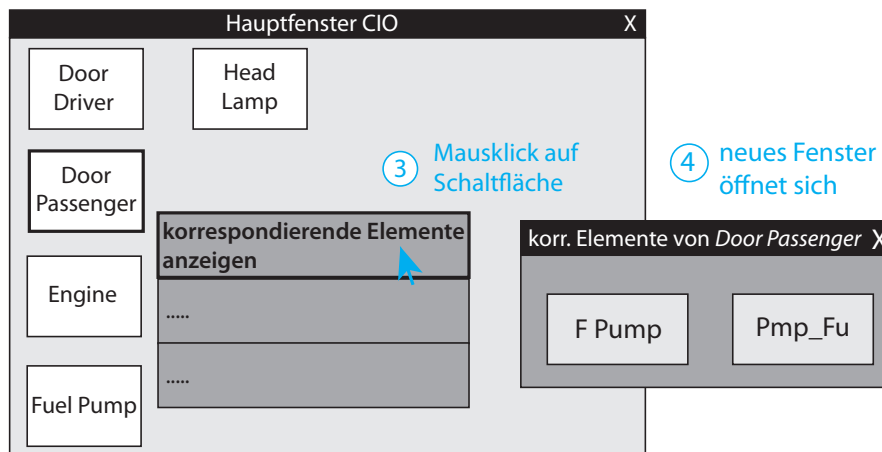 Hauptfenster CIO X
Door
Driver
Head
Lamp
Door
Passenger
3 Mausklick auf
Schaltfläche
4 neues Fenster
öffnet sich
korrespondierende Elemente
anzeigen
.....
.....
korr. Elemente von Door Passenger X
F Pump
Pmp_Fu
Engine
Fuel Pump